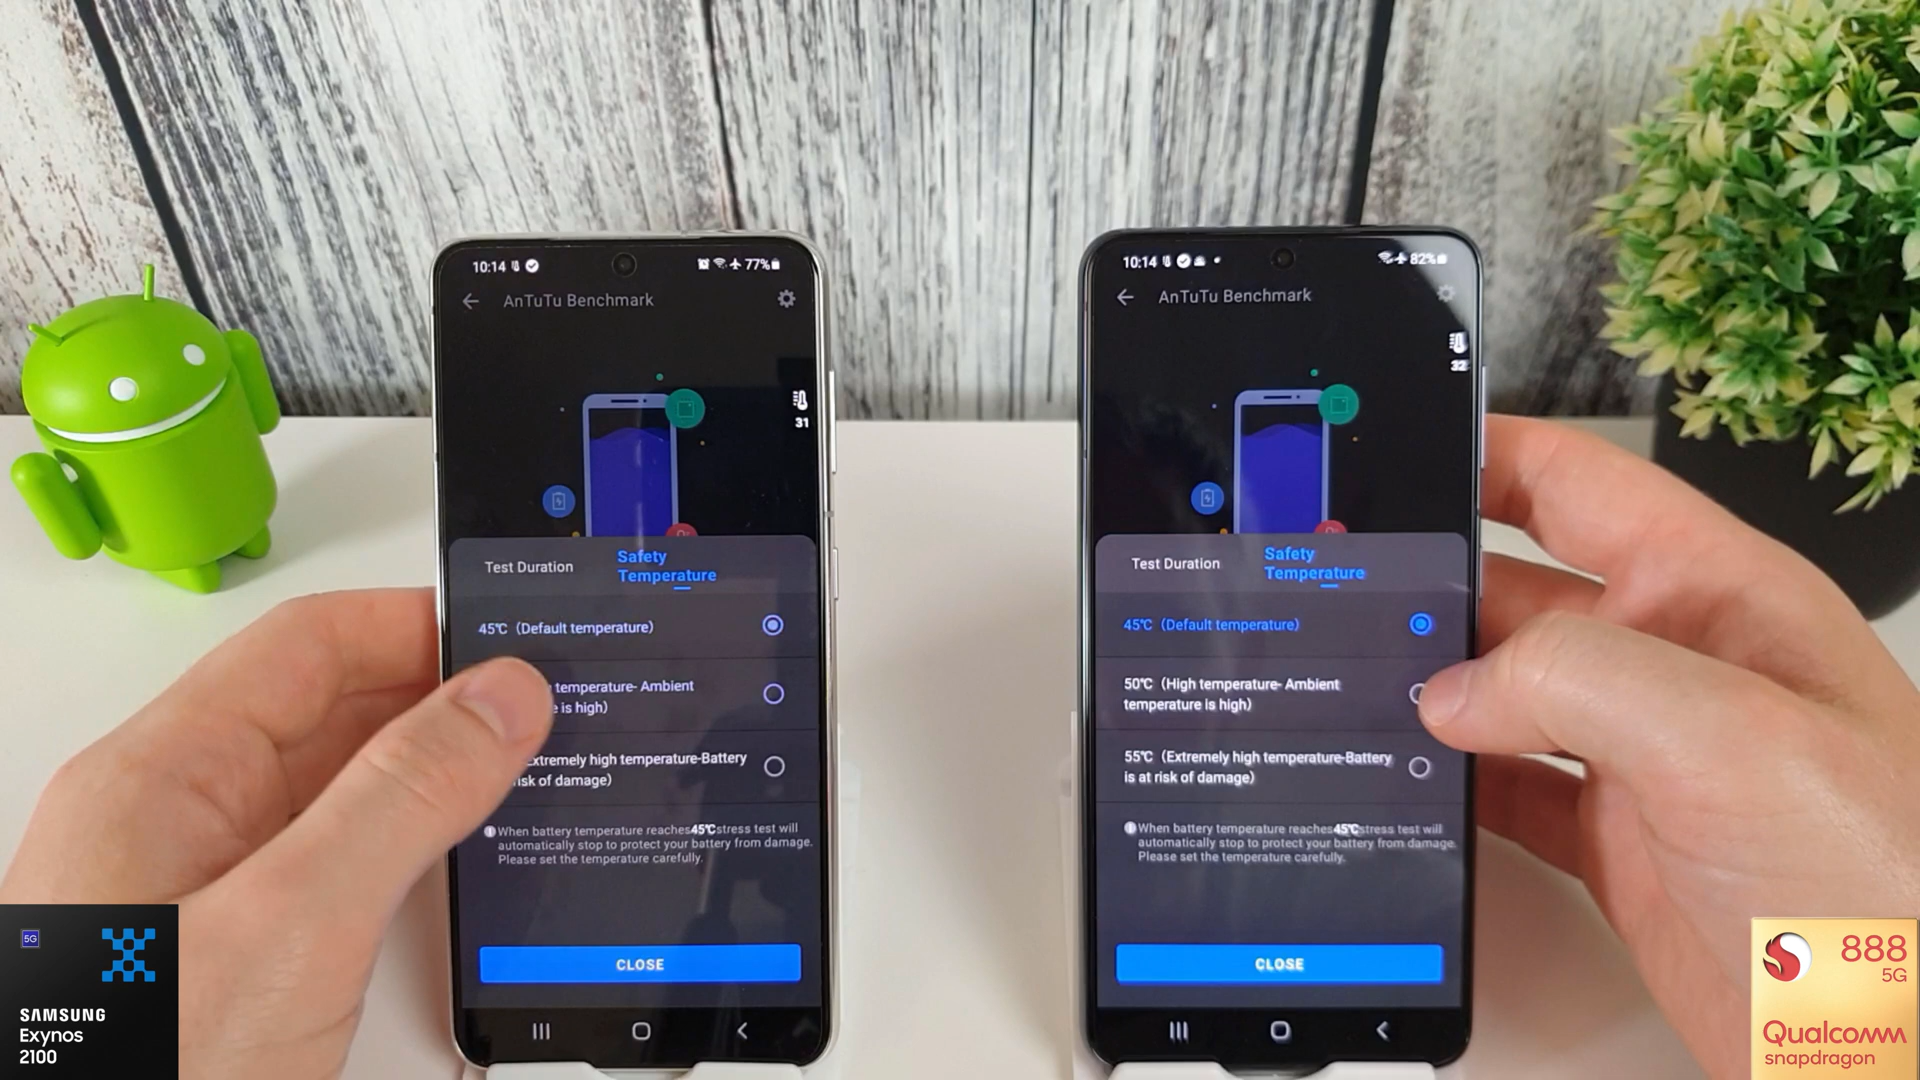 10:14
77%
AnTuTu Benchmark
31
Test Duration
Safety
Temperature
45℃ (Default temperature)
temperature- Ambient
is high)
xtremely high temperature-Battery
isk of damage)
When battery temperature reaches45℃stress test will
automatically stop to protect your battery from damage.
Please set the temperature carefully.
CLOSE
10:14
82%
AnTuTu Benchmark
32
Test Duration
Safety
Temperature
45℃ (Default temperature)
50℃ (High temperature- Ambient
temperature is high)
55℃ (Extremely high temperature-Battery
is at risk of damage)
When battery temperature reaches45℃stress test will
automatically stop to protect your battery from damage.
Please set the temperature carefully.
CLOSE
5G
SAMSUNG
Exynos
2100
888
5G
Qualcomm
snapdragon